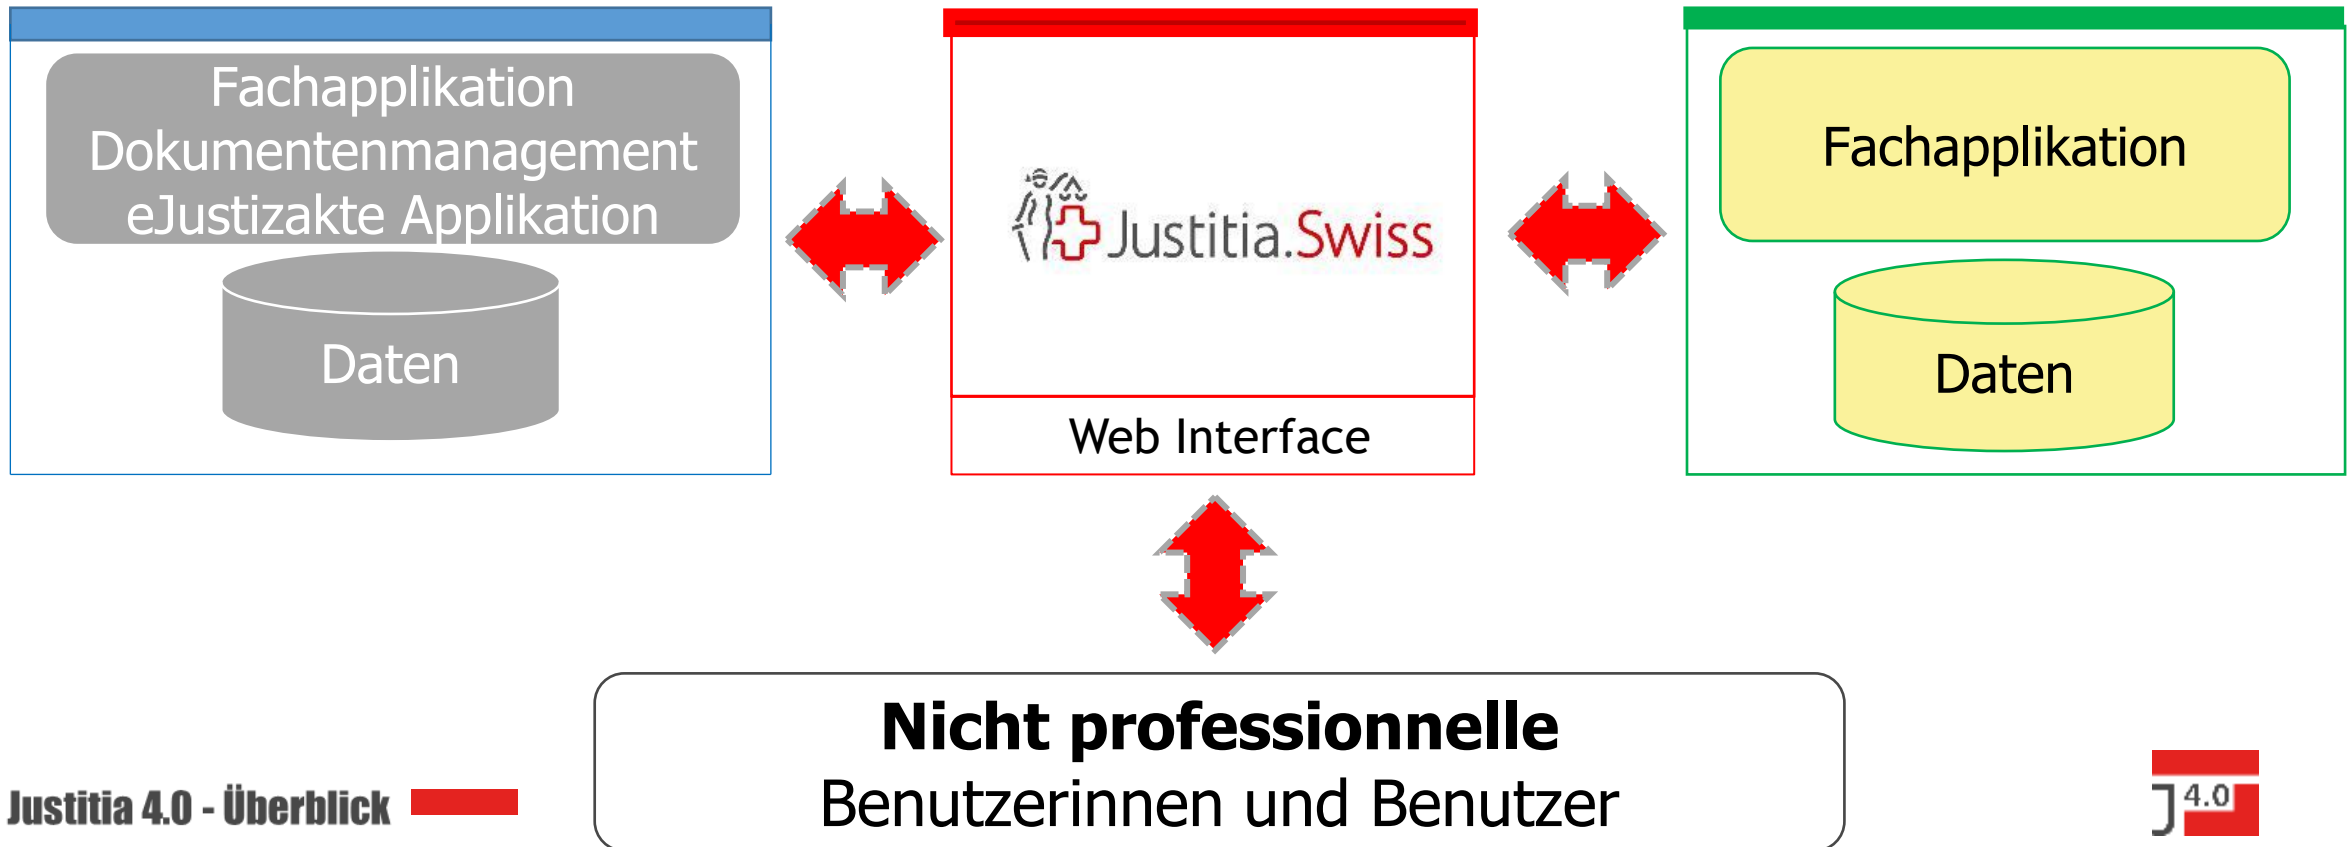 Fachapplikation
Dokumentenmanagement
eJustizakte Applikation
Daten
Justitia.Swiss
Web Interface
Fachapplikation
Daten
Nicht professionnelle
Benutzerinnen und Benutzer
Justitia 4.0 - Überblick
J 4.0